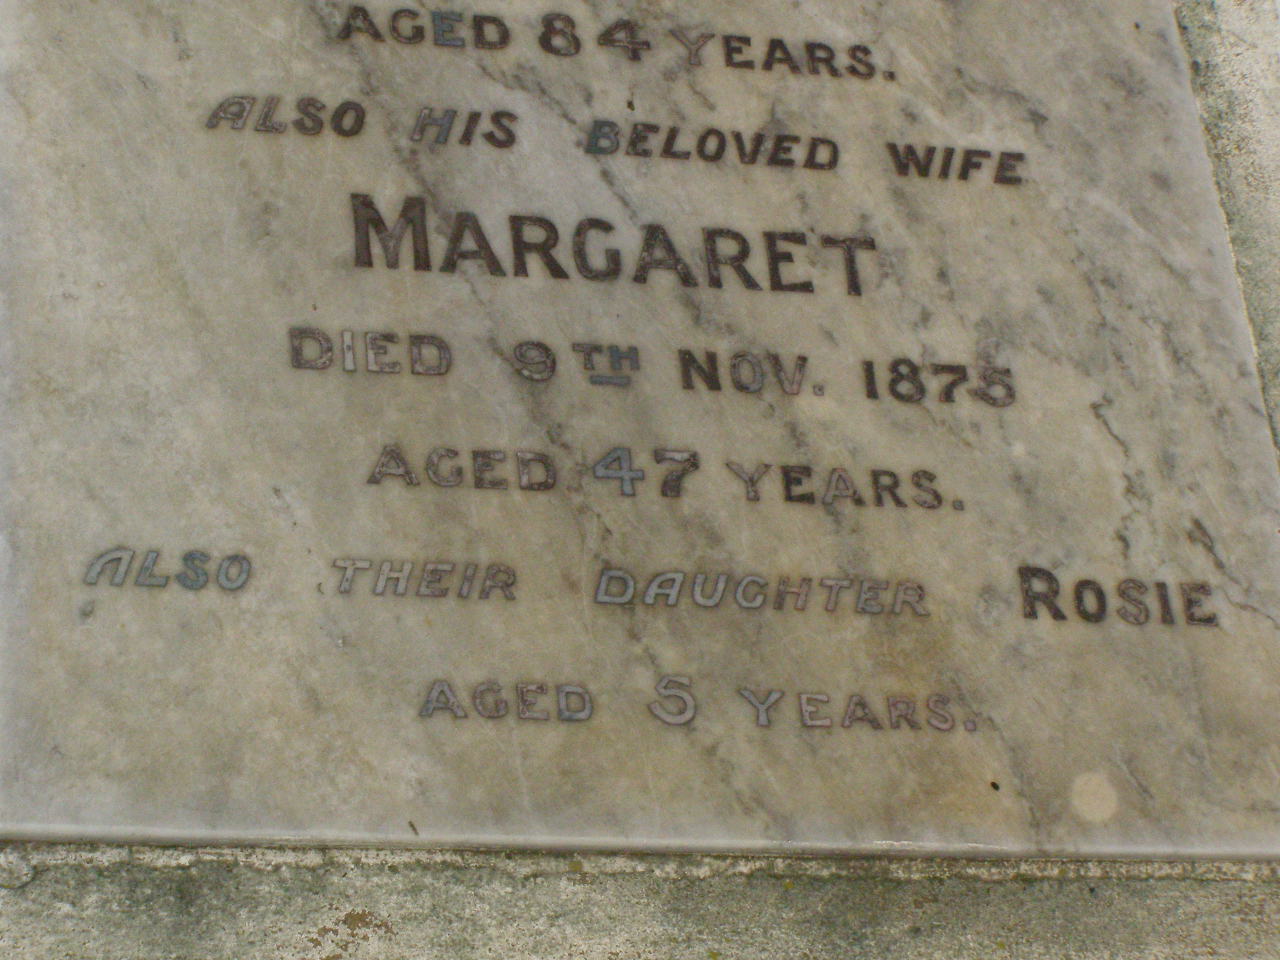 AGED 84 YEARS.
ALSO HIS BELOVED WIFE
MARGARET
DIED 9TH NOV. 1875
AGED 47 YEARS.
ALSO THEIR DAUGHTER ROSIE
AGED 5 YEARS.